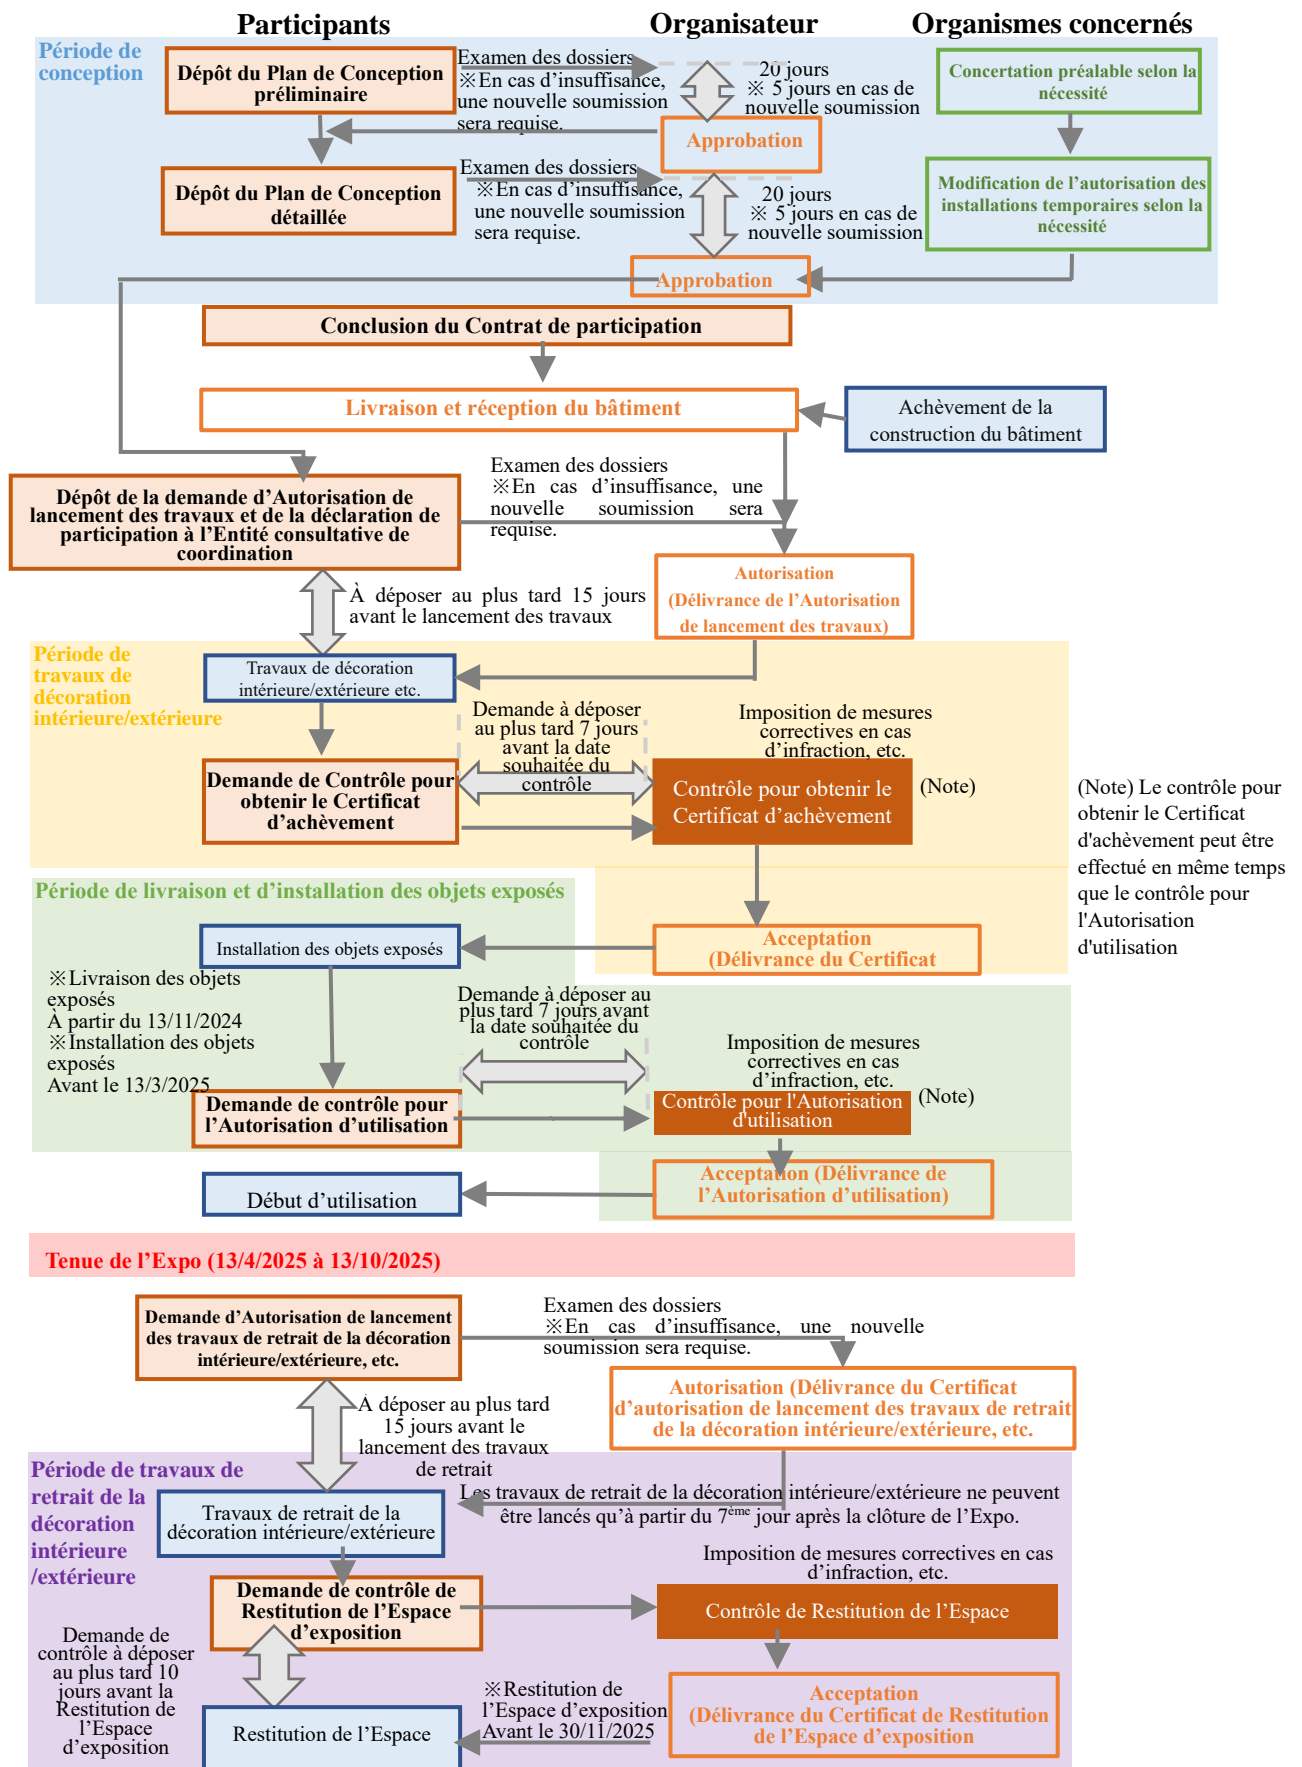 Participants
Organisateur
Organismes concernés
Période de
conception
Dépôt du Plan de Conception
préliminaire
Examen des dossiers
※En cas d’insuffisance,
une nouvelle soumission
sera requise.
20 jours
※ 5 jours en cas de
nouvelle soumission
Concertation préalable selon la
nécessité
Approbation
Dépôt du Plan de Conception
détaillée
Examen des dossiers
※En cas d’insuffisance,
une nouvelle soumission
sera requise.
20 jours
※ 5 jours en cas de
nouvelle soumission
Modification de l’autorisation des
installations temporaires selon la
nécessité
Approbation
Conclusion du Contrat de participation
Livraison et réception du bâtiment
Achèvement de la
construction du bâtiment
Dépôt de la demande d’Autorisation de
lancement des travaux et de la déclaration de
participation à l’Entité consultative de
coordination
Examen des dossiers
※En cas d’insuffisance, une
nouvelle soumission sera
requise.
Autorisation
(Délivrance de l’Autorisation
de lancement des travaux)
À déposer au plus tard 15 jours
avant le lancement des travaux
Période de
travaux de
décoration
intérieure/extérieure
Travaux de décoration
intérieure/extérieure etc.
Demande à déposer
au plus tard 7 jours
avant la date
souhaitée du
contrôle
Imposition de mesures
correctives en cas
d’infraction, etc.
Demande de Contrôle pour
obtenir le Certificat
d’achèvement
Contrôle pour obtenir le
Certificat d’achèvement
(Note)
(Note) Le contrôle pour
obtenir le Certificat
d'achèvement peut être
effectué en même temps
que le contrôle pour
l'Autorisation
d'utilisation
Période de livraison et d’installation des objets exposés
Installation des objets exposés
Acceptation
(Délivrance du Certificat
※Livraison des objets
exposés
À partir du 13/11/2024
※Installation des objets
exposés
Avant le 13/3/2025
Demande à déposer au
plus tard 7 jours avant
la date souhaitée du
contrôle
Imposition de mesures
correctives en cas
d’infraction, etc.
Demande de contrôle pour
l’Autorisation d’utilisation
Contrôle pour l'Autorisation
d'utilisation
(Note)
Début d’utilisation
Acceptation (Délivrance de
l’Autorisation d’utilisation)
Tenue de l’Expo (13/4/2025 à 13/10/2025)
Demande d’Autorisation de lancement
des travaux de retrait de la décoration
intérieure/extérieure, etc.
Examen des dossiers
※En cas d’insuffisance, une nouvelle
soumission sera requise.
Autorisation (Délivrance du Certificat
d’autorisation de lancement des travaux de retrait
de la décoration intérieure/extérieure, etc.
À déposer au plus tard
15 jours avant le
lancement des travaux
de retrait
Période de travaux de
retrait de la
décoration
intérieure
/extérieure
Travaux de retrait de la
décoration intérieure/extérieure
Les travaux de retrait de la décoration intérieure/extérieure ne peuvent
être lancés qu’à partir du 7ème jour après la clôture de l’Expo.
Imposition de mesures correctives en cas
d’infraction, etc.
Demande de contrôle de
Restitution de l’Espace
d’exposition
Contrôle de Restitution de l’Espace
Demande de
contrôle à déposer
au plus tard 10
jours avant la
Restitution de
l’Espace
d’exposition
Restitution de l’Espace
※Restitution de
l’Espace d’exposition
Avant le 30/11/2025
Acceptation
(Délivrance du Certificat de Restitution
de l’Espace d’exposition